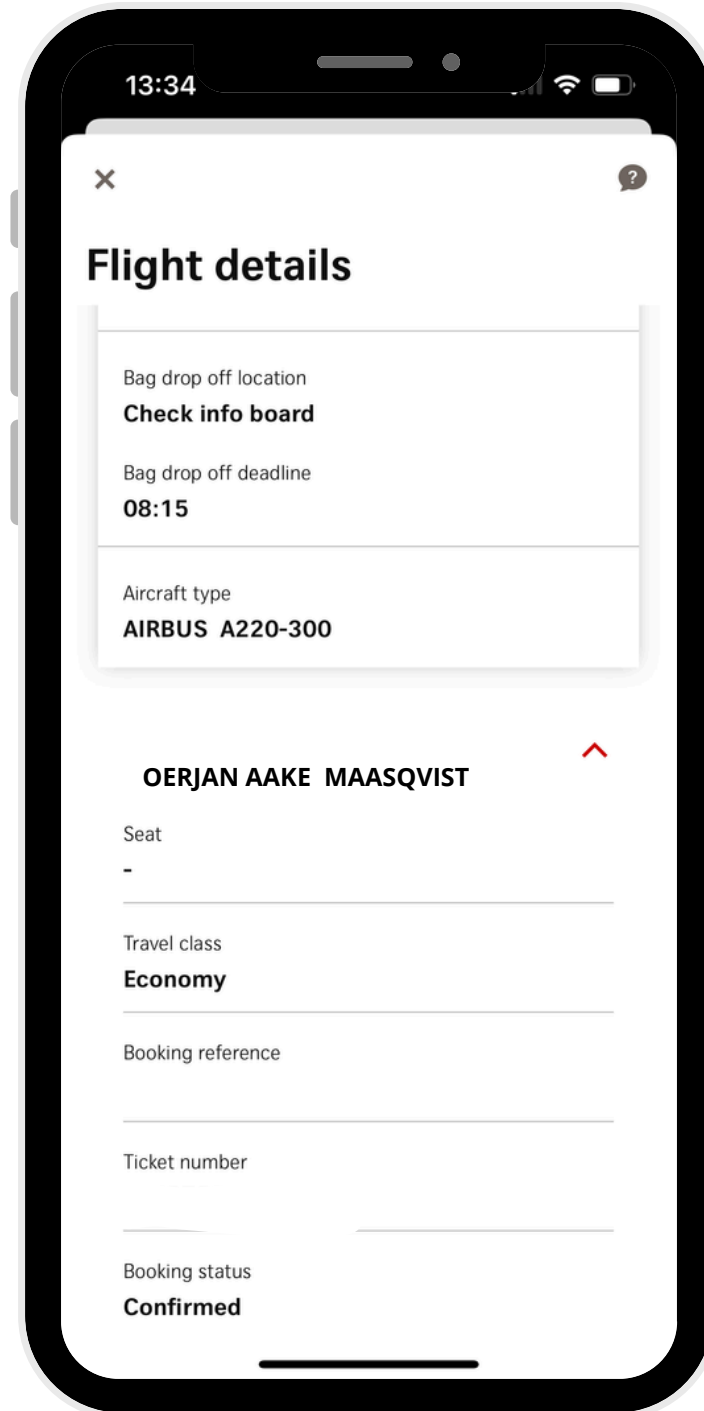 13:34
?
Flight details
Bag drop off location
Check info board
Bag drop off deadline
08:15
Aircraft type
AIRBUS A220-300
OERJAN AAKE MAASQVIST
Seat
-
Travel class
Economy
Booking reference
Ticket number
Booking status
Confirmed